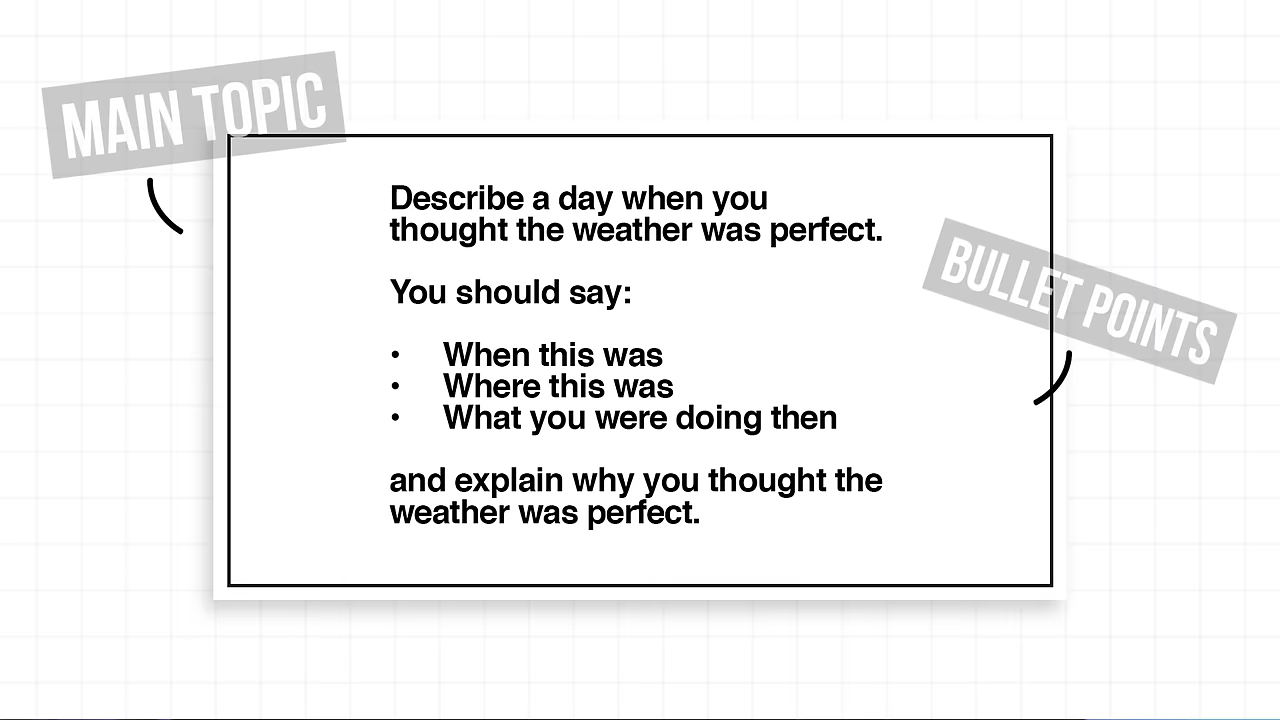 MAIN TOPIC
Describe a day when you
thought the weather was perfect.
BULLET POINTS
You should say:
• When this was
• Where this was
• What you were doing then
and explain why you thought the
weather was perfect.